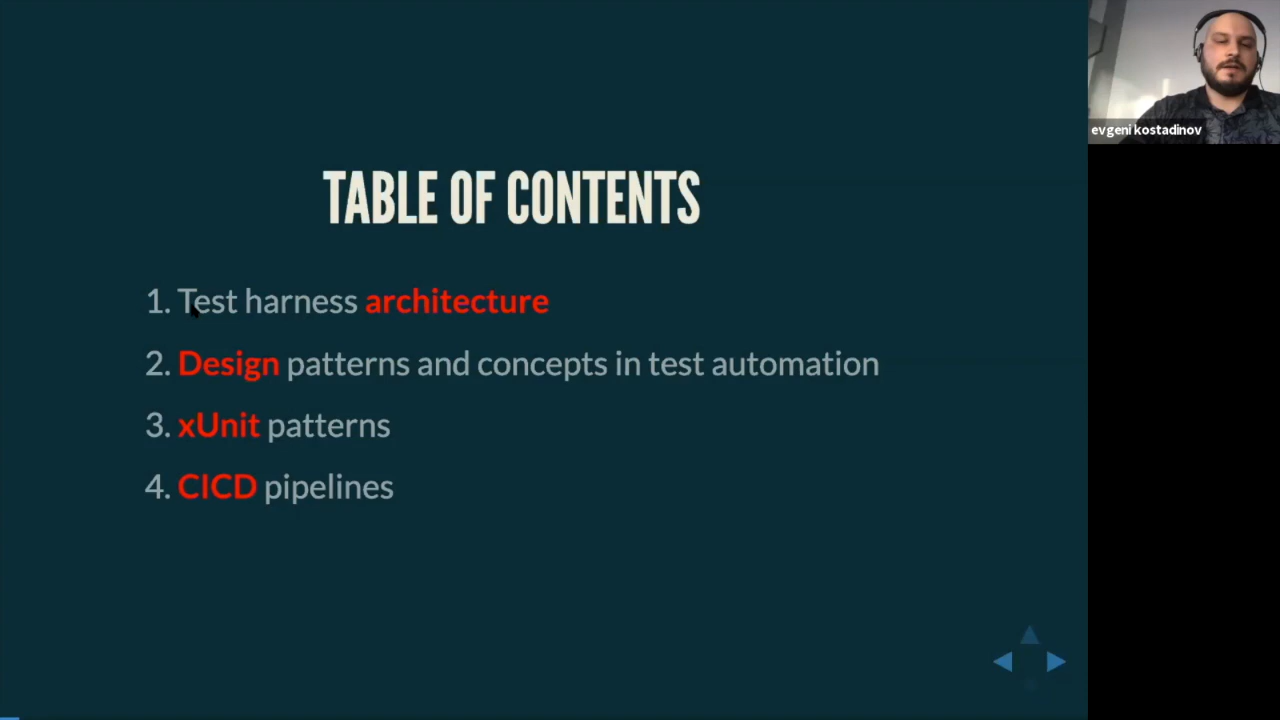 TABLE OF CONTENTS
1. Test harness architecture
2. Design patterns and concepts in test automation
3. xUnit patterns
4. CICD pipelines
evgeni kostadinov